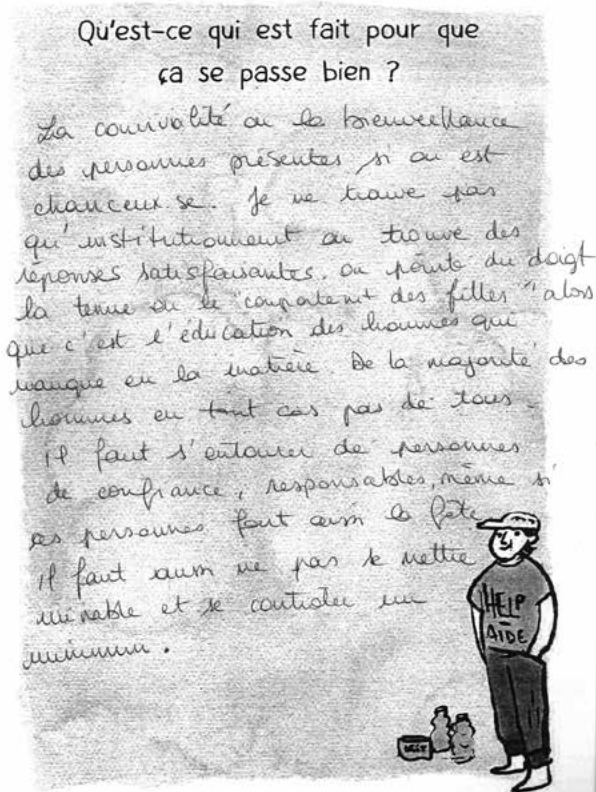 Qu'est-ce qui est fait pour que
ça se passe bien ?
La convivalité ou la bienveillance
des personnes présentes si on est
chanceux.se. Je ne trouve pas
qu'institutionnent on trouve des
réponses satisfaisantes. On pointe du doigt
la tenue ou le "comportemt des filles" alors
que c'est l'éducation des hommes qui
manque en la matière. De la majorité des
hommes en tout cas pas de tous.
il faut s'entourer de personnes
de confiance, responsables, même si
ces personnes font aussi la fête
il faut aussi ne pas se mettre
minable et se controler un
minimum.
HELP
AIDE